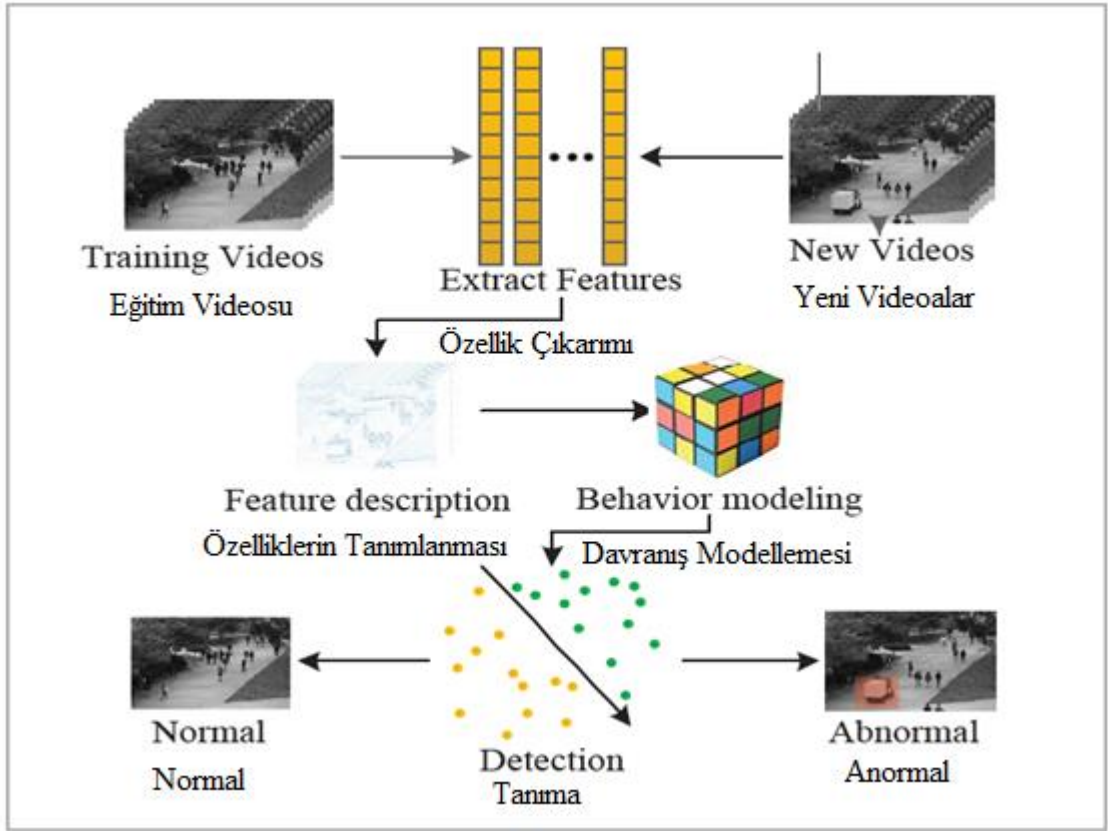 Training Videos
Eğitim Videosu
Extract Features
Özellik Çıkarımı
New Videos
Yeni Videoalar
Feature description
Özelliklerin Tanımlanması
Behavior modeling
Davranış Modellemesi
Normal
Normal
Detection
Tanıma
Abnormal
Anormal